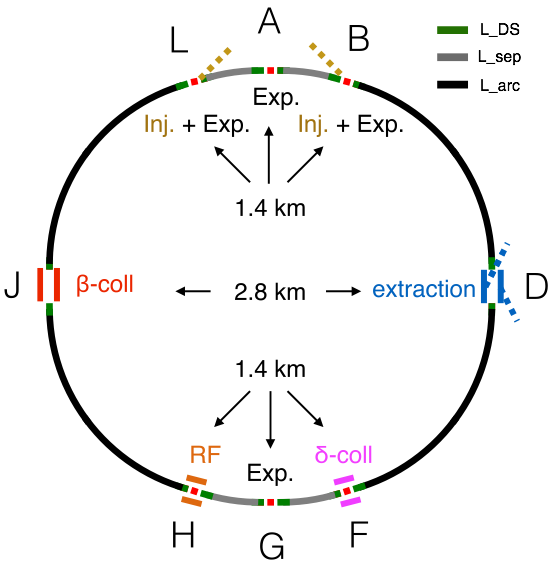 A
L
B
L_DS
L_sep
L_arc
Exp.
Inj. + Exp.
Inj. + Exp.
1.4 km
J
β-coll
2.8 km
extraction
D
1.4 km
RF
Exp.
δ-coll
H
G
F